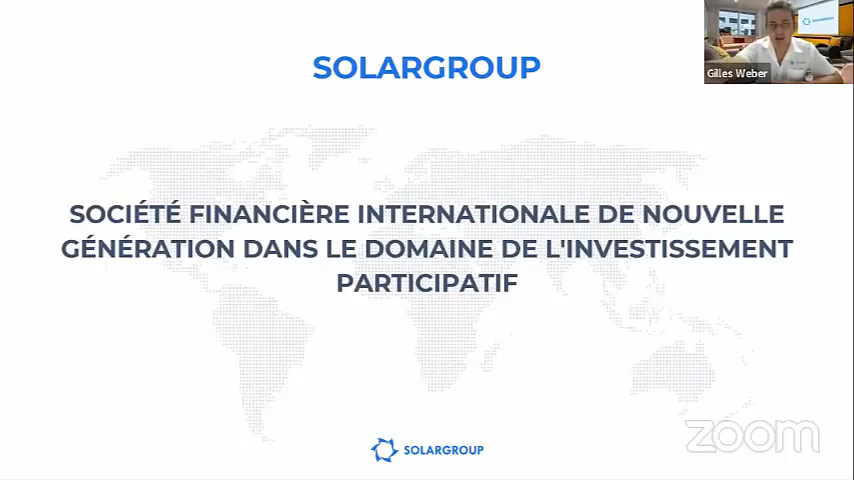 SOLARGROUP
Gilles Weber
SOCIÉTÉ FINANCIÈRE INTERNATIONALE DE NOUVELLE
GÉNÉRATION DANS LE DOMAINE DE L'INVESTISSEMENT
PARTICIPATIF
zoom
SOLARGROUP